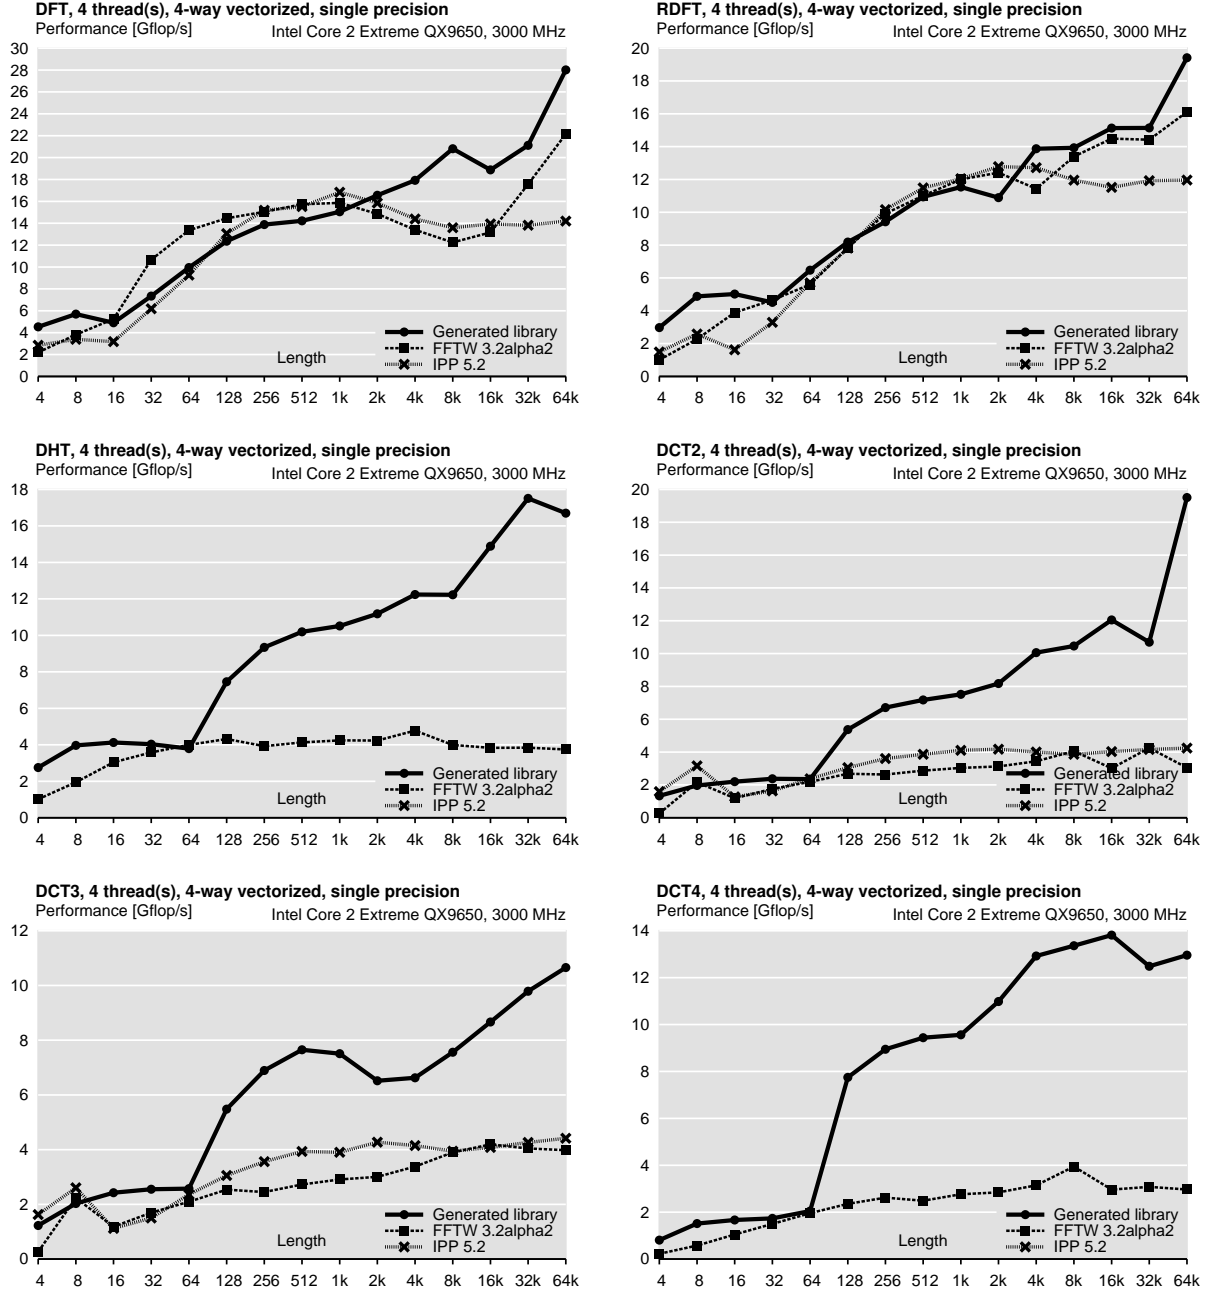 DFT, 4 thread(s), 4-way vectorized, single precision
Performance [Gflop/s]
Intel Core 2 Extreme QX9650, 3000 MHz
30
28
26
24
22
20
18
16
14
12
10
8
6
4
2
0
Generated library
FFTW 3.2alpha2
IPP 5.2
Length
4 8 16 32 64 128 256 512 1k 2k 4k 8k 16k 32k 64k
RDFT, 4 thread(s), 4-way vectorized, single precision
Performance [Gflop/s]
Intel Core 2 Extreme QX9650, 3000 MHz
20
18
16
14
12
10
8
6
4
2
0
Generated library
FFTW 3.2alpha2
IPP 5.2
Length
4 8 16 32 64 128 256 512 1k 2k 4k 8k 16k 32k 64k
DHT, 4 thread(s), 4-way vectorized, single precision
Performance [Gflop/s]
Intel Core 2 Extreme QX9650, 3000 MHz
18
16
14
12
10
8
6
4
2
0
Generated library
FFTW 3.2alpha2
IPP 5.2
Length
4 8 16 32 64 128 256 512 1k 2k 4k 8k 16k 32k 64k
DCT2, 4 thread(s), 4-way vectorized, single precision
Performance [Gflop/s]
Intel Core 2 Extreme QX9650, 3000 MHz
20
18
16
14
12
10
8
6
4
2
0
Generated library
FFTW 3.2alpha2
IPP 5.2
Length
4 8 16 32 64 128 256 512 1k 2k 4k 8k 16k 32k 64k
DCT3, 4 thread(s), 4-way vectorized, single precision
Performance [Gflop/s]
Intel Core 2 Extreme QX9650, 3000 MHz
12
10
8
6
4
2
0
Generated library
FFTW 3.2alpha2
IPP 5.2
Length
4 8 16 32 64 128 256 512 1k 2k 4k 8k 16k 32k 64k
DCT4, 4 thread(s), 4-way vectorized, single precision
Performance [Gflop/s]
Intel Core 2 Extreme QX9650, 3000 MHz
14
12
10
8
6
4
2
0
Generated library
FFTW 3.2alpha2
IPP 5.2
Length
4 8 16 32 64 128 256 512 1k 2k 4k 8k 16k 32k 64k